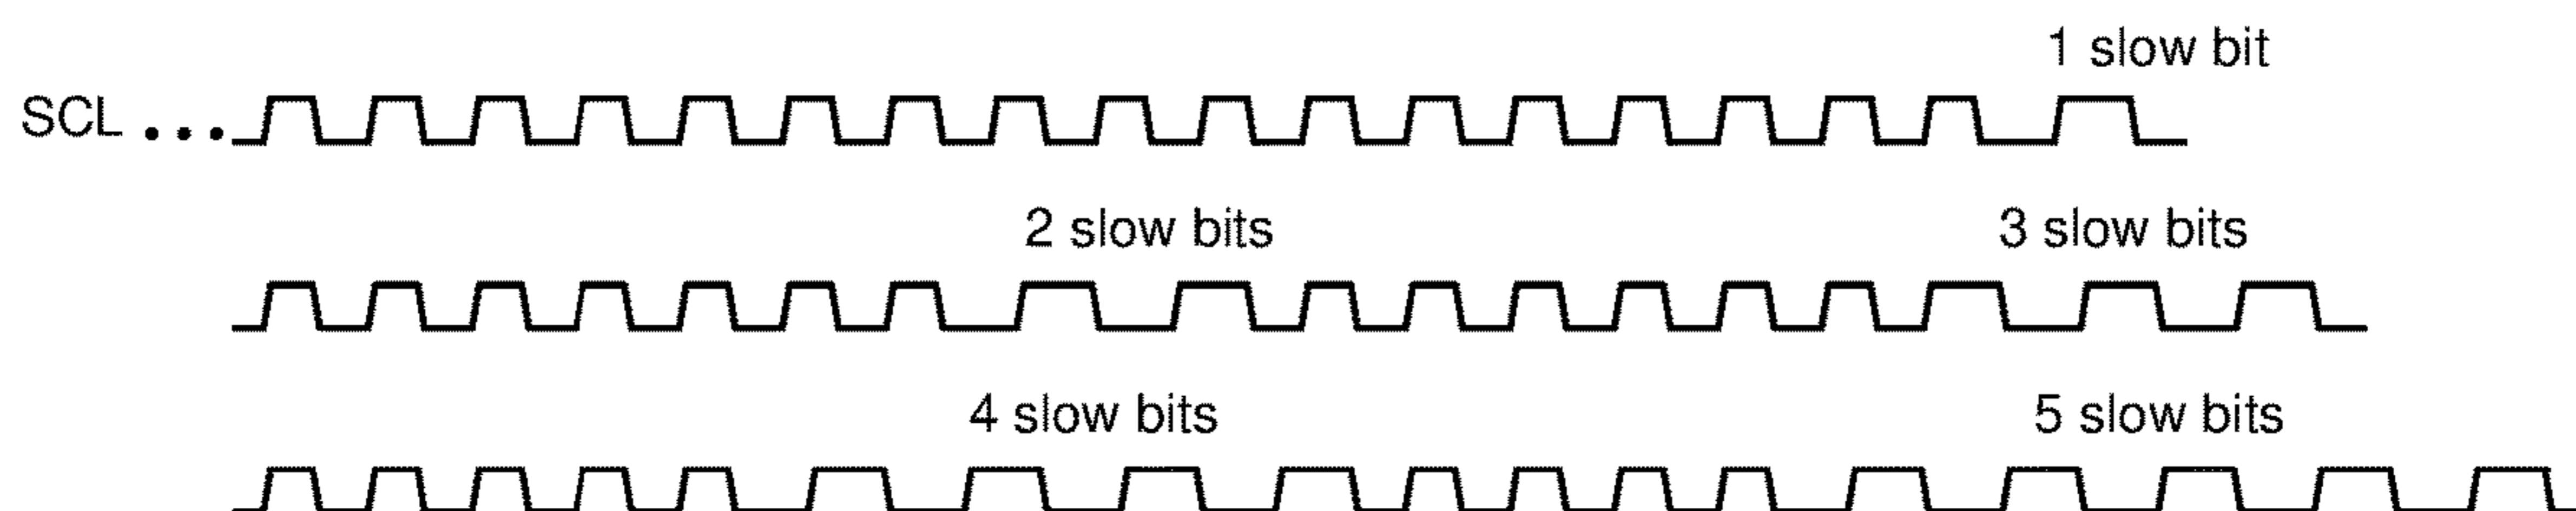 1 slow bit
SCL ...
2 slow bits 3 slow bits
4 slow bits 5 slow bits